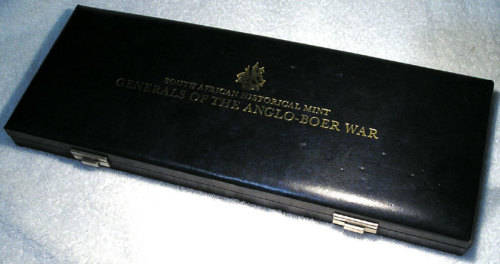 SOUTH AFRICAN HISTORICAL MINT
GENERALS OF THE ANGLO-BOER WAR